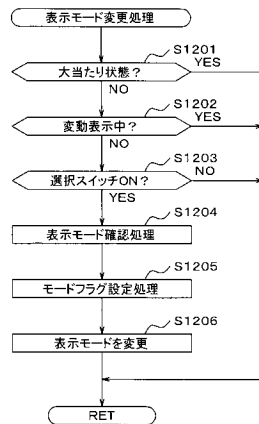 表示モード変更処理
S1201
大当たり状態?
YES
NO
S1202
変動表示中?
YES
NO
S1203
選択スイッチON?
NO
YES
S1204
表示モード確認処理
S1205
モードフラグ設定処理
S1206
表示モードを変更
RET